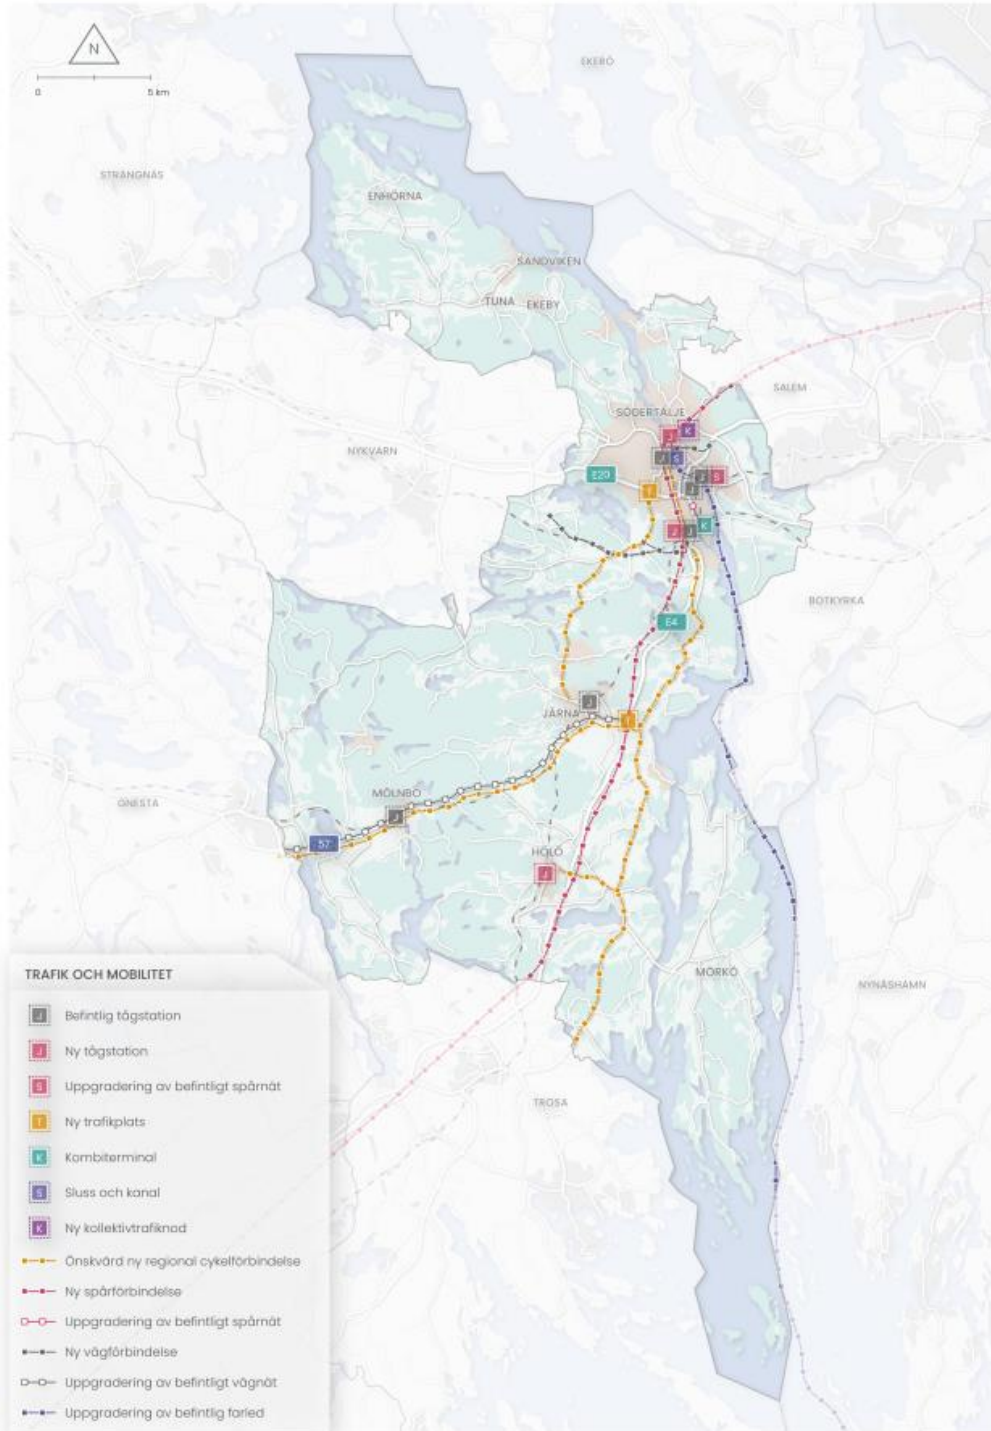 N
0 5 km
EKERÖ
STRÄNGNÄS
ENHÖRNA
SANDVIKEN
TUNA EKEBY
SALEM
SÖDERTÄLJE
K
J
NYKVARN
J S
E20
J S
T
J
K
J J
BOTKYRKA
E4
J
JÄRNA
T
MÖLNBO
GNESTA
J
57
HÖLÖ
J
MÖRKÖ
NYNÄSHAMN
TROSA
TRAFIK OCH MOBILITET
J Befintlig tågstation
J Ny tågstation
S Uppgradering av befintligt spårnät
T Ny trafikplats
K Kombiterminal
S Sluss och kanal
K Ny kollektivtrafiknod
Önskvärd ny regional cykelförbindelse
Ny spårförbindelse
Uppgradering av befintligt spårnät
Ny vägförbindelse
Uppgradering av befintligt vägnät
Uppgradering av befintlig farled